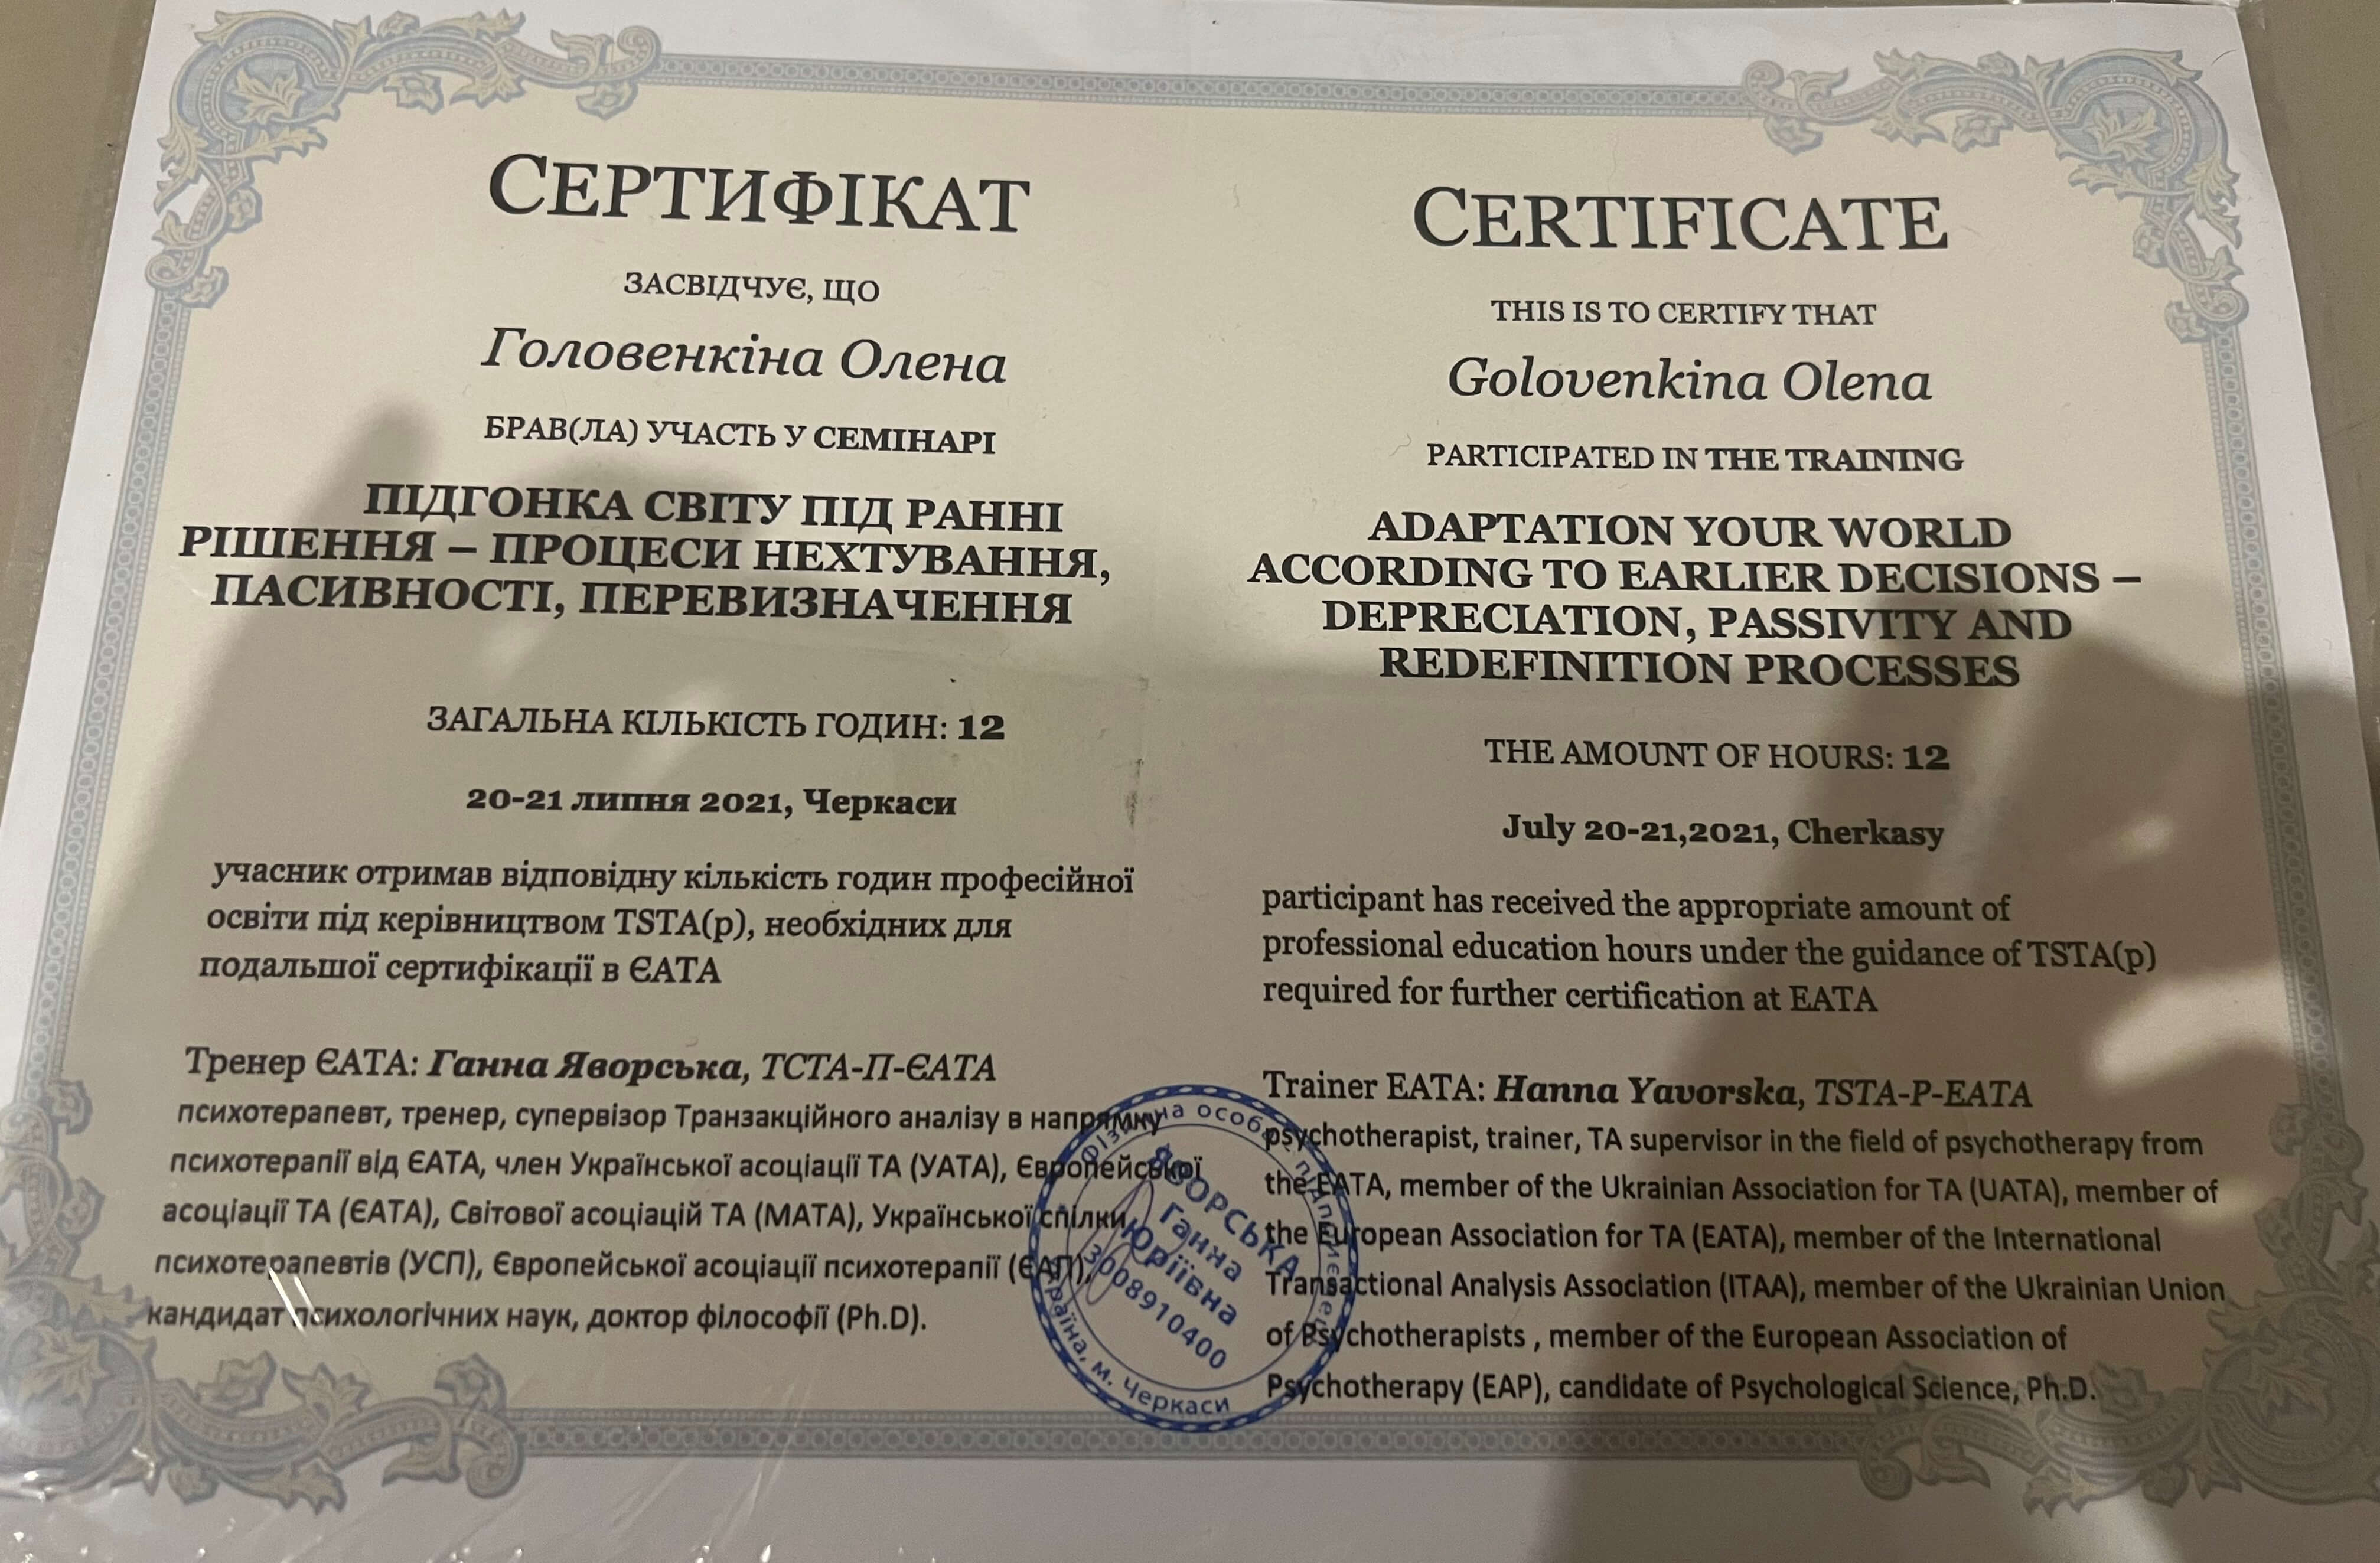 СЕРТИФІКАТ
ЗАСВІДЧУЄ, ЩО
Головенкіна Олена
БРАВ(ЛА) УЧАСТЬ У СЕМІНАРІ
ПІДГОНКА СВІТУ ПІД РАННІ
РІШЕННЯ – ПРОЦЕСИ НЕХТУВАННЯ,
ПАСИВНОСТІ, ПЕРЕВИЗНАЧЕННЯ
ЗАГАЛЬНА КІЛЬКІСТЬ ГОДИН: 12
20-21 липня 2021, Черкаси
учасник отримав відповідну кількість годин професійної
освіти під керівництвом TSTA(p), необхідних для
подальшої сертифікації в ЄАТА
Тренер ЄАТА: Ганна Яворська, ТСТА-П-ЄАТА
психотерапевт, тренер, супервізор Транзакційного аналізу в напрямку
психотерапії від ЄАТА, член Української асоціації ТА (УАТА), Європейської
асоціації ТА (ЄАТА), Світової асоціацій ТА (МАТА), Української спілки
психотерапевтів (УСП), Європейської асоціації психотерапії (ЄАП),
кандидат психологічних наук, доктор філософії (Ph.D).
CERTIFICATE
THIS IS TO CERTIFY THAT
Golovenkina Olena
PARTICIPATED IN THE TRAINING
ADAPTATION YOUR WORLD
ACCORDING TO EARLIER DECISIONS –
DEPRECIATION, PASSIVITY AND
REDEFINITION PROCESSES
THE AMOUNT OF HOURS: 12
July 20-21,2021, Cherkasy
participant has received the appropriate amount of
professional education hours under the guidance of TSTA(p)
required for further certification at EATA
Trainer EATA: Hanna Yavorska, TSTA-P-EATA
psychotherapist, trainer, TA supervisor in the field of psychotherapy from
the EATA, member of the Ukrainian Association for TA (UATA), member of
the European Association for TA (EATA), member of the International
Transactional Analysis Association (ITAA), member of the Ukrainian Union
of Psychotherapists , member of the European Association of
Psychotherapy (EAP), candidate of Psychological Science, Ph.D.
Фізична особа підприємець
ЯВОРСЬКА
Ганна
Юріївна
3008910400
Україна, м. Черкаси